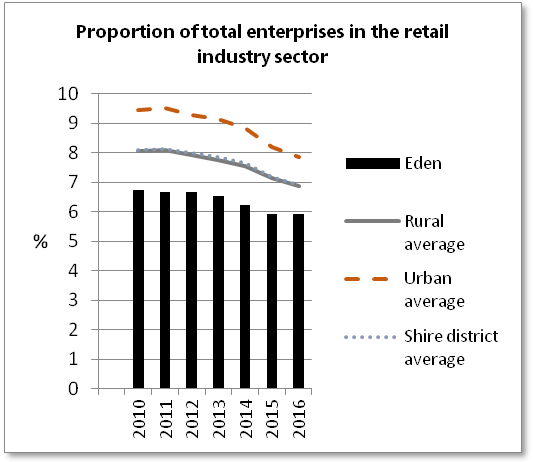 Proportion of total enterprises in the retail
industry sector
10
9
8
7
6
5
4
3
2
1
0
%
2010
2011
2012
2013
2014
2015
2016
Eden
Rural
average
Urban
average
Shire district
average